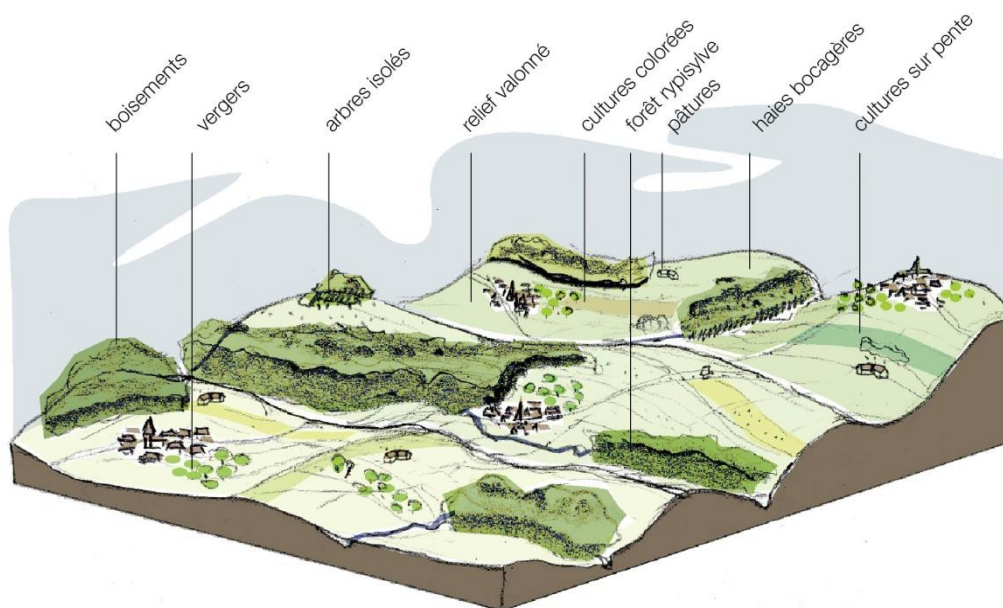 boisements
vergers
arbres isolés
relief valonné
cultures colorées
forêt rypisylve
pâtures
haies bocagères
cultures sur pente